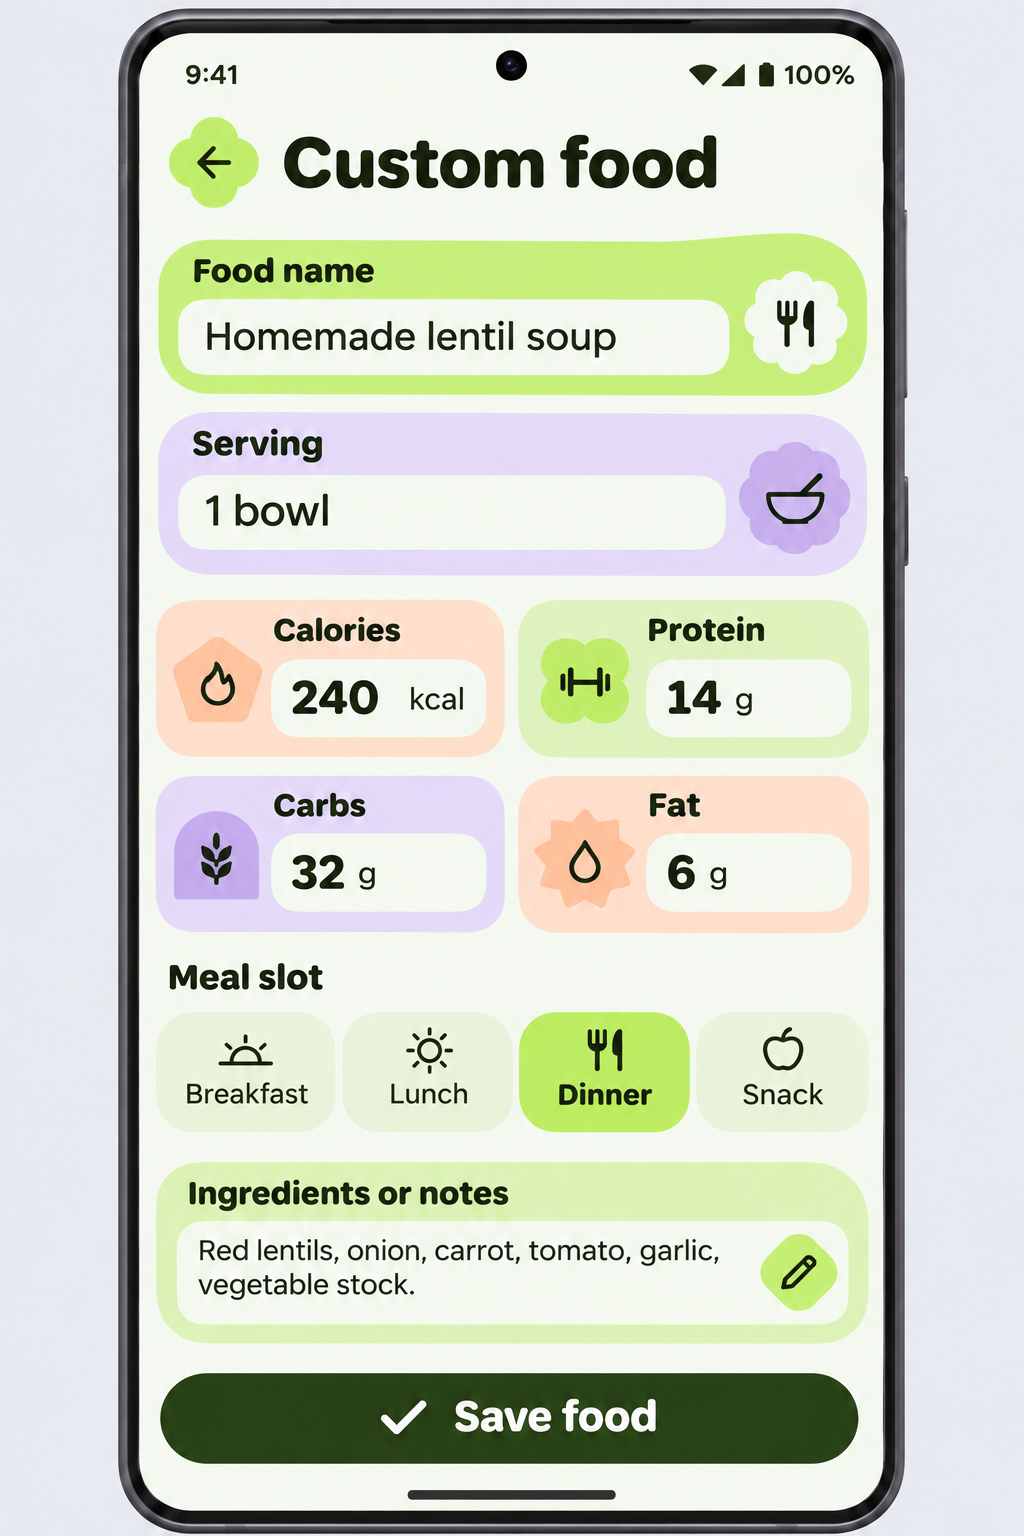 9:41
100%
Custom food
Food name
Homemade lentil soup
Serving
1 bowl
Calories
240 kcal
Protein
14 g
Carbs
32 g
Fat
6 g
Meal slot
Breakfast
Lunch
Dinner
Snack
Ingredients or notes
Red lentils, onion, carrot, tomato, garlic,
vegetable stock.
Save food